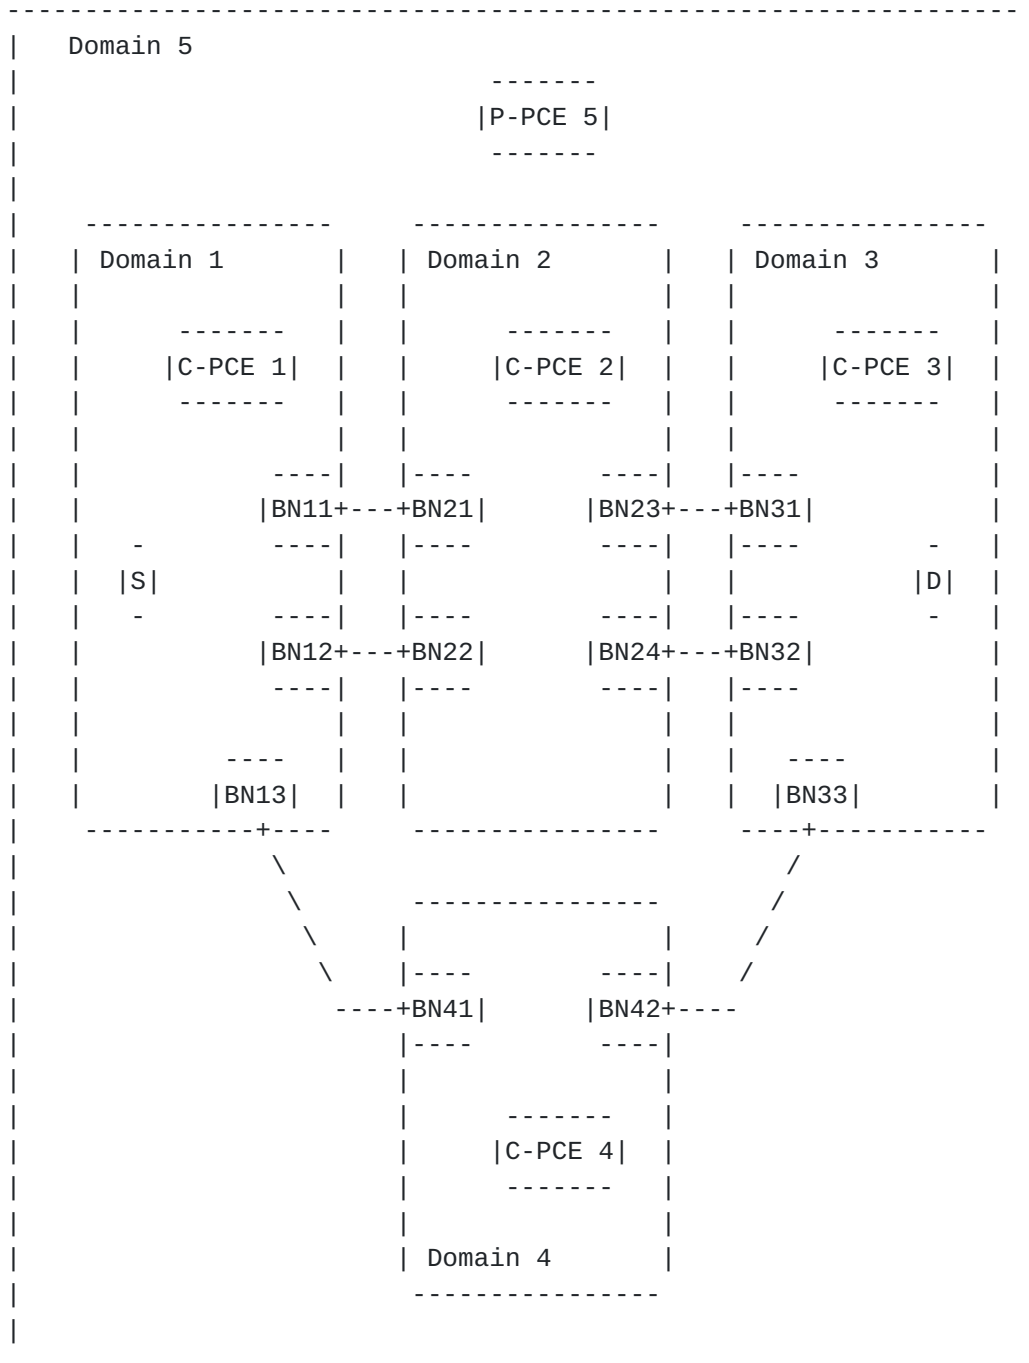 -----------------------------------------------------------------
|   Domain 5
|                              -------
|                             |P-PCE 5|
|                              -------
|
|    ----------------     ----------------     ----------------
|   | Domain 1       |   | Domain 2       |   | Domain 3       |
|   |                |   |                |   |                |
|   |      -------   |   |      -------   |   |      -------   |
|   |     |C-PCE 1|  |   |     |C-PCE 2|  |   |     |C-PCE 3|  |
|   |      -------   |   |      -------   |   |      -------   |
|   |                |   |                |   |                |
|   |            ----|   |----        ----|   |----            |
|   |           |BN11+---+BN21|      |BN23+---+BN31|           |
|   |   -        ----|   |----        ----|   |----        -   |
|   |  |S|           |   |                |   |           |D|  |
|   |   -        ----|   |----        ----|   |----        -   |
|   |           |BN12+---+BN22|      |BN24+---+BN32|           |
|   |            ----|   |----        ----|   |----            |
|   |                |   |                |   |                |
|   |         ----   |   |                |   |   ----         |
|   |        |BN13|  |   |                |   |  |BN33|        |
|    -----------+----     ----------------     ----+-----------
|                \                                /
|                 \       ----------------       /
|                  \     |                |     /
|                   \    |----        ----|    /
|                    ----+BN41|      |BN42+----
|                        |----        ----|
|                        |                |
|                        |      -------   |
|                        |     |C-PCE 4|  |
|                        |      -------   |
|                        |                |
|                        | Domain 4       |
|                         ----------------
|